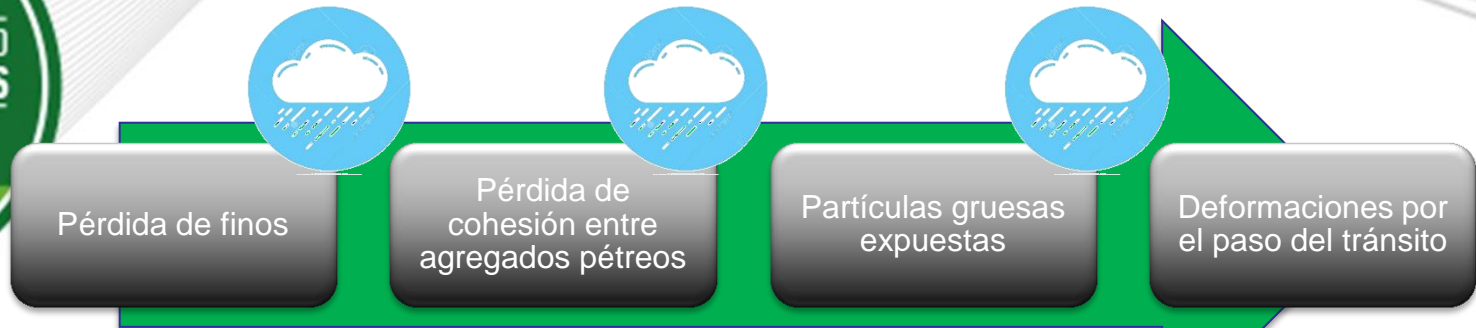 Pérdida de finos
Pérdida de
cohesión entre
agregados pétreos
Partículas gruesas
expuestas
Deformaciones por
el paso del tránsito